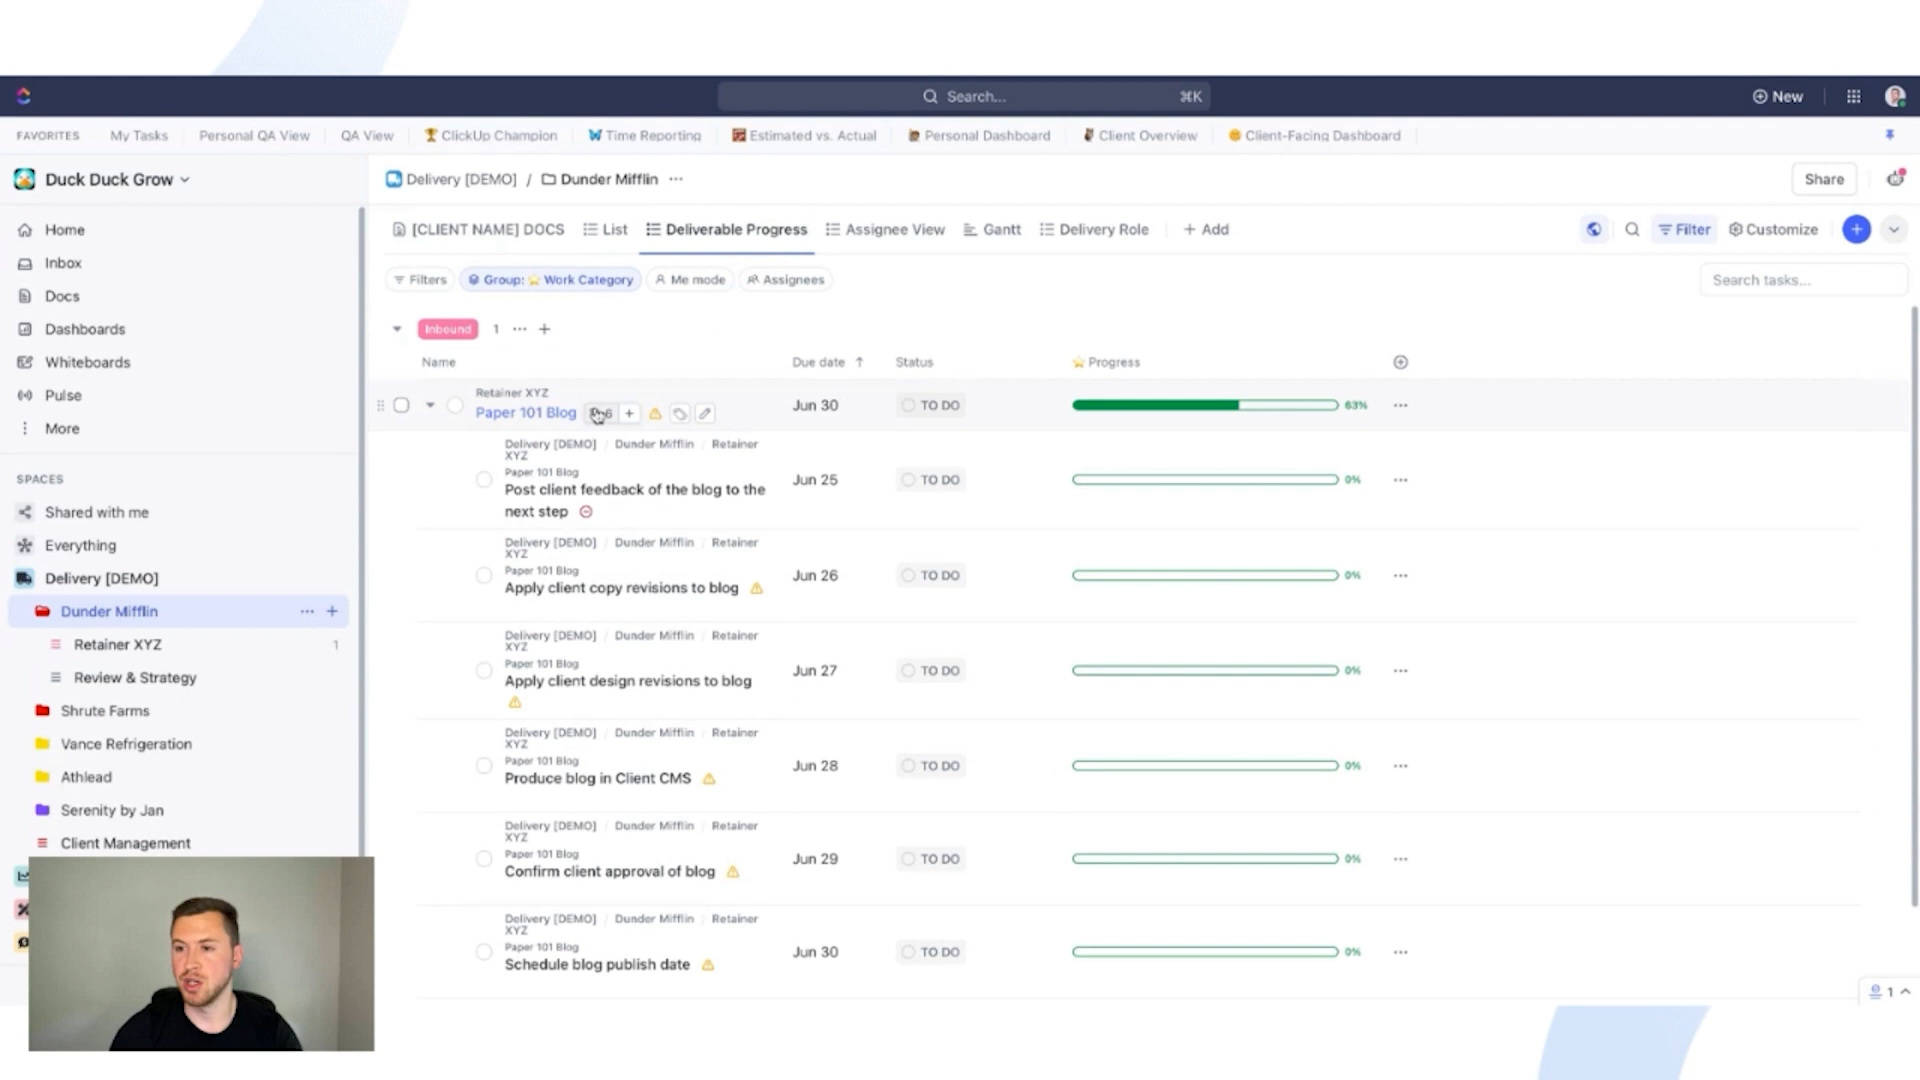 Search...
⌘K
New
FAVORITES
My Tasks
Personal QA View
QA View
ClickUp Champion
Time Reporting
Estimated vs. Actual
Personal Dashboard
Client Overview
Client-Facing Dashboard
Duck Duck Grow
Delivery [DEMO] / Dunder Mifflin
Share
Home
Inbox
Docs
Dashboards
Whiteboards
Pulse
More
SPACES
Shared with me
Everything
Delivery [DEMO]
Dunder Mifflin
Retainer XYZ 1
Review & Strategy
Shrute Farms
Vance Refrigeration
Athlead
Serenity by Jan
Client Management
[CLIENT NAME] DOCS
List
Deliverable Progress
Assignee View
Gantt
Delivery Role
+ Add
Filter
Customize
Filters
Group: Work Category
Me mode
Assignees
Search tasks...
Inbound 1
Name
Due date
Status
Progress
Retainer XYZ
Paper 101 Blog
Jun 30
TO DO
63%
Delivery [DEMO] / Dunder Mifflin / Retainer
XYZ
Paper 101 Blog
Post client feedback of the blog to the
next step
Jun 25
TO DO
0%
Delivery [DEMO] / Dunder Mifflin / Retainer
XYZ
Paper 101 Blog
Apply client copy revisions to blog
Jun 26
TO DO
0%
Delivery [DEMO] / Dunder Mifflin / Retainer
XYZ
Paper 101 Blog
Apply client design revisions to blog
Jun 27
TO DO
0%
Delivery [DEMO] / Dunder Mifflin / Retainer
XYZ
Paper 101 Blog
Produce blog in Client CMS
Jun 28
TO DO
0%
Delivery [DEMO] / Dunder Mifflin / Retainer
XYZ
Paper 101 Blog
Confirm client approval of blog
Jun 29
TO DO
0%
Delivery [DEMO] / Dunder Mifflin / Retainer
XYZ
Paper 101 Blog
Schedule blog publish date
Jun 30
TO DO
0%
1